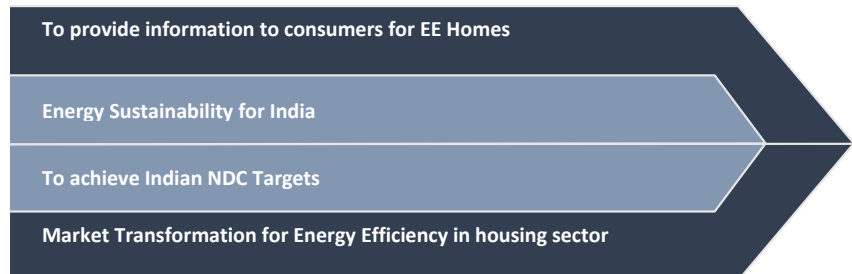 To provide information to consumers for EE Homes
Energy Sustainability for India
To achieve Indian NDC Targets
Market Transformation for Energy Efficiency in housing sector